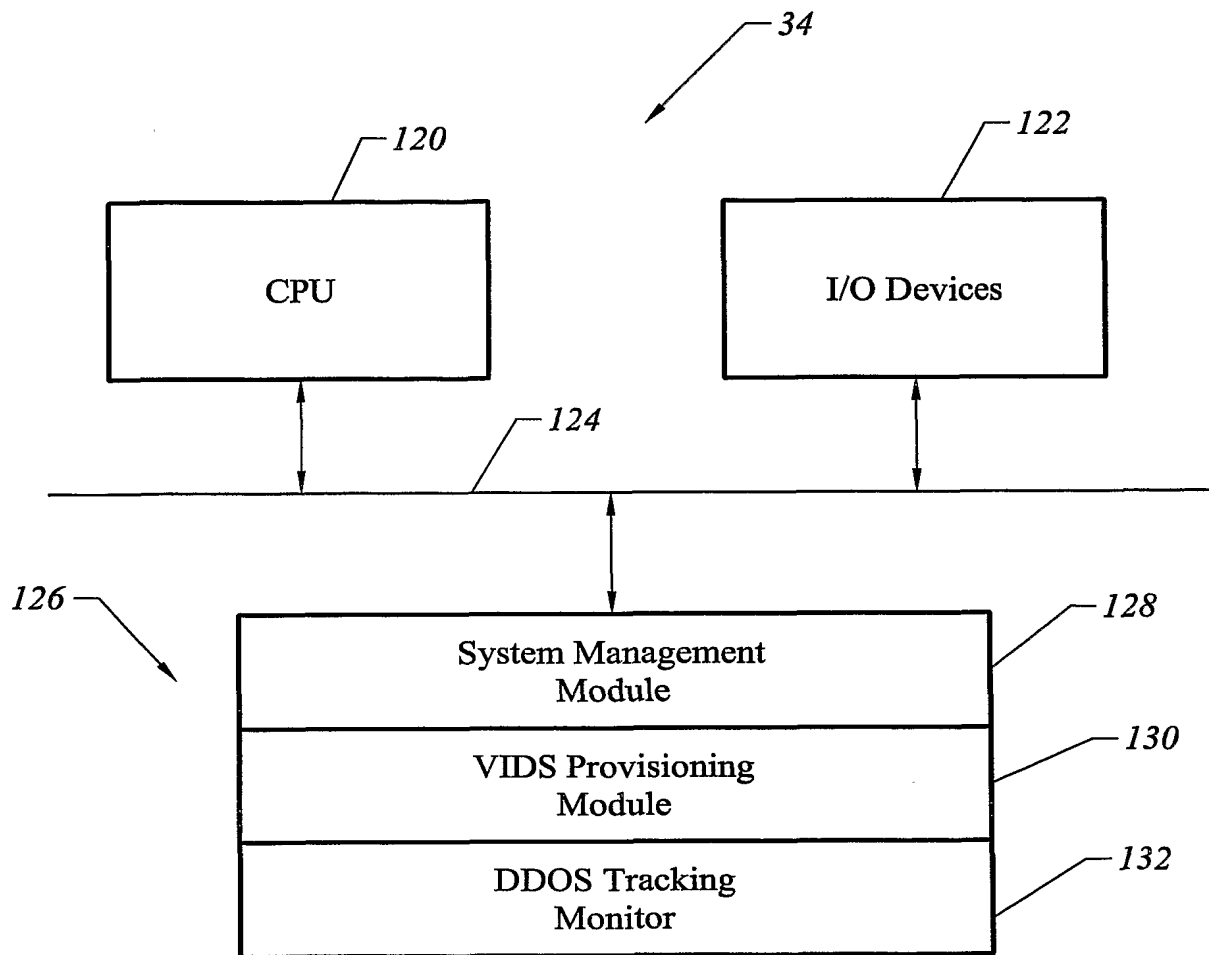 34
120
122
CPU
I/O Devices
124
126
128
System Management
Module
130
VIDS Provisioning
Module
132
DDOS Tracking
Monitor